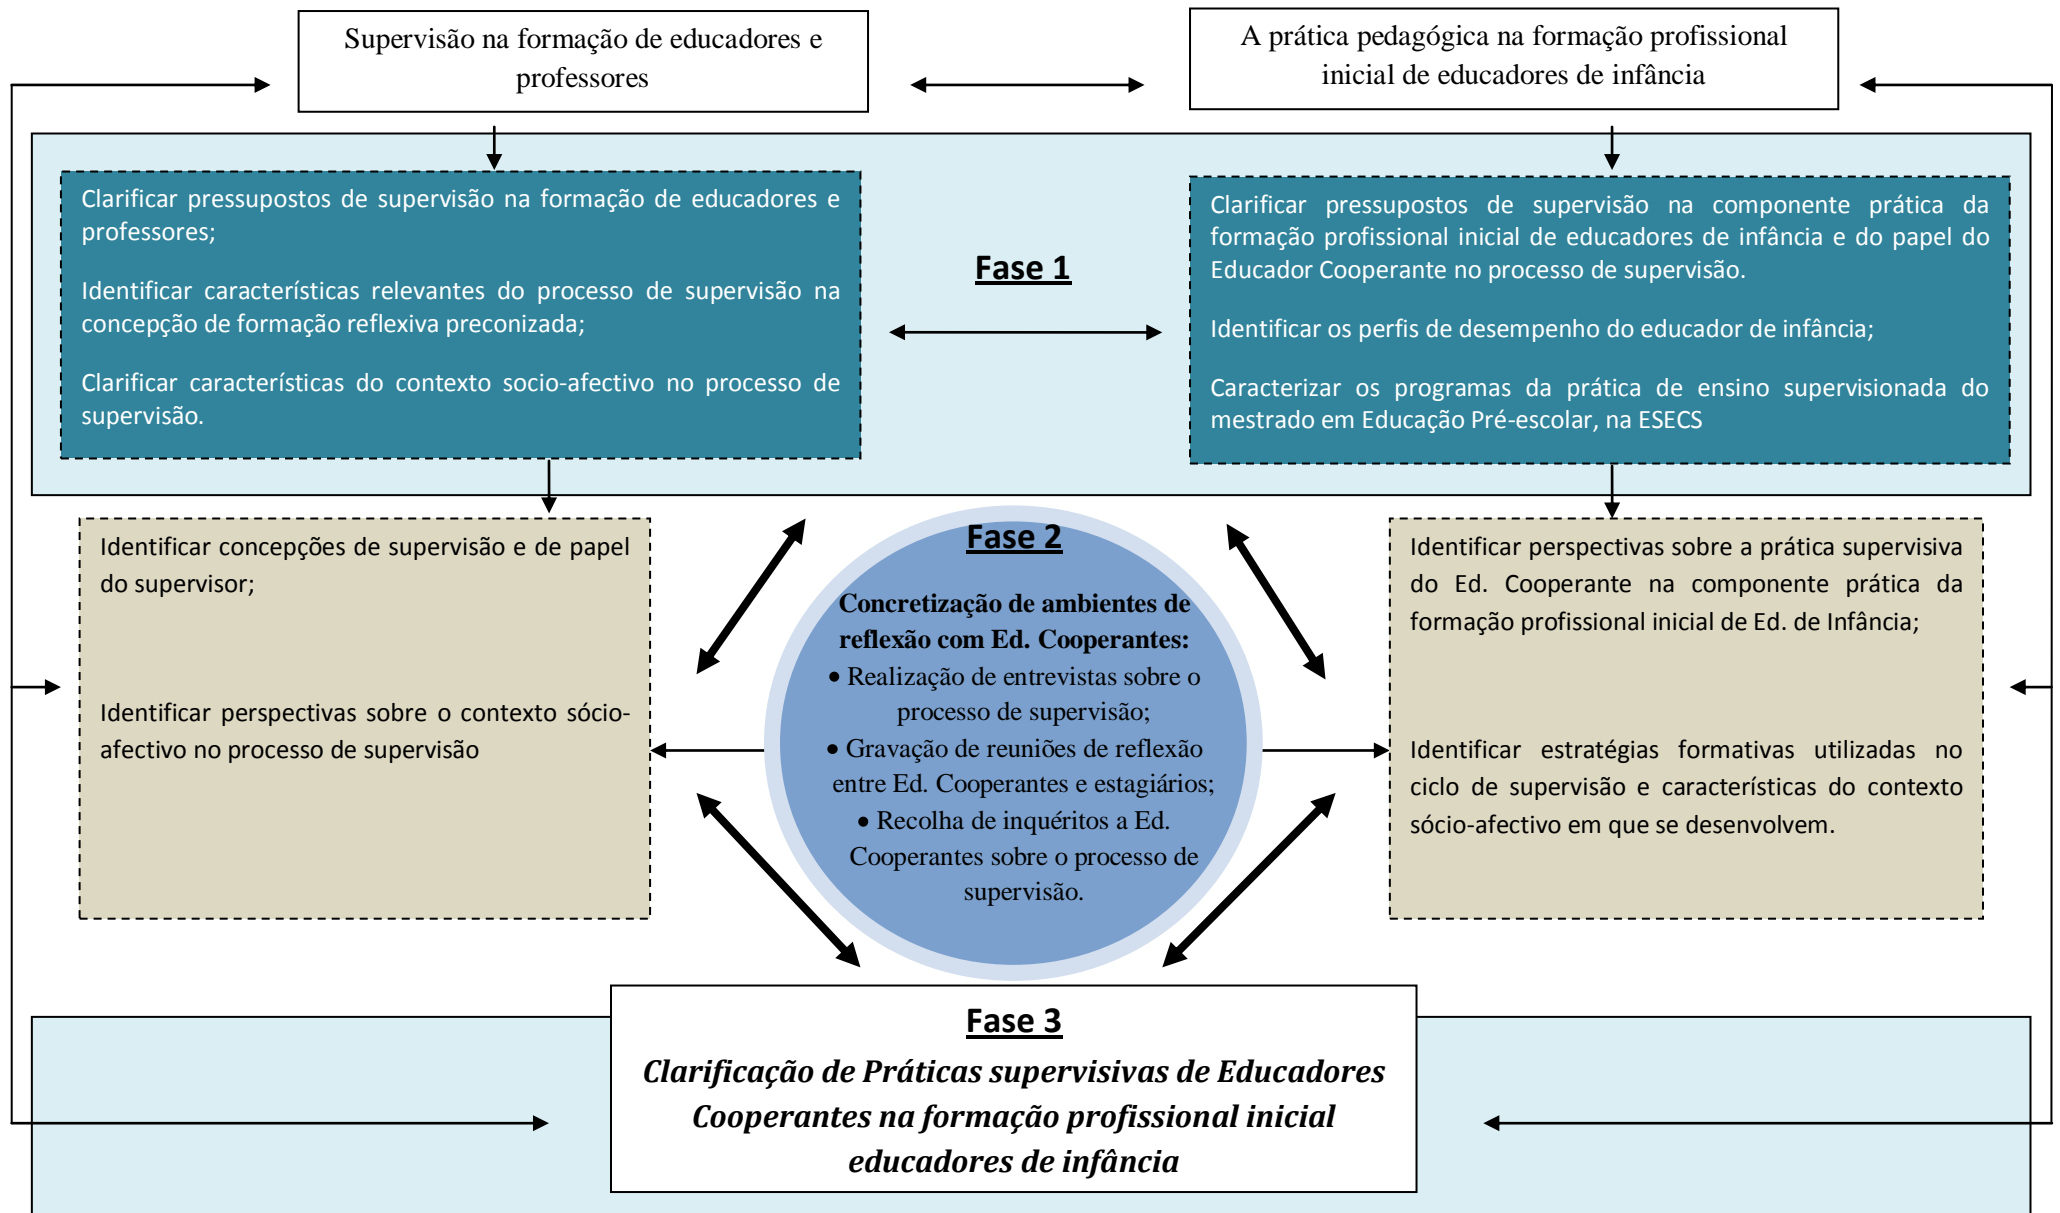 Supervisão na formação de educadores e
professores
A prática pedagógica na formação profissional
inicial de educadores de infância
Clarificar pressupostos de supervisão na formação de educadores e
professores;
Identificar características relevantes do processo de supervisão na
concepção de formação reflexiva preconizada;
Clarificar características do contexto socio-afectivo no processo de
supervisão.
Fase 1
Clarificar pressupostos de supervisão na componente prática da
formação profissional inicial de educadores de infância e do papel do
Educador Cooperante no processo de supervisão.
Identificar os perfis de desempenho do educador de infância;
Caracterizar os programas da prática de ensino supervisionada do
mestrado em Educação Pré-escolar, na ESECS
Identificar concepções de supervisão e de papel
do supervisor;
Identificar perspectivas sobre o contexto sócio-
afectivo no processo de supervisão
Fase 2
Concretização de ambientes de
reflexão com Ed. Cooperantes:
• Realização de entrevistas sobre o
processo de supervisão;
• Gravação de reuniões de reflexão
entre Ed. Cooperantes e estagiários;
• Recolha de inquéritos a Ed.
Cooperantes sobre o processo de
supervisão.
Identificar perspectivas sobre a prática supervisiva
do Ed. Cooperante na componente prática da
formação profissional inicial de Ed. de Infância;
Identificar estratégias formativas utilizadas no
ciclo de supervisão e características do contexto
sócio-afectivo em que se desenvolvem.
Fase 3
Clarificação de Práticas supervisivas de Educadores
Cooperantes na formação profissional inicial
educadores de infância